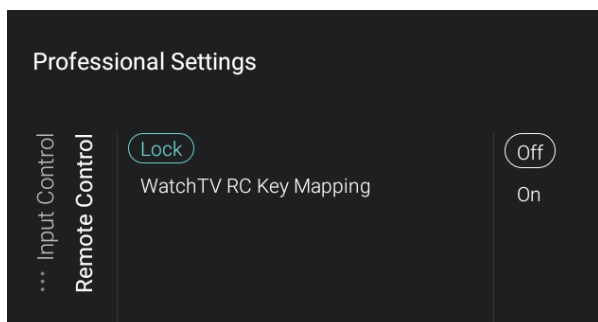 Professional Settings
... Input Control
Remote Control
Lock
WatchTV RC Key Mapping
Off
On